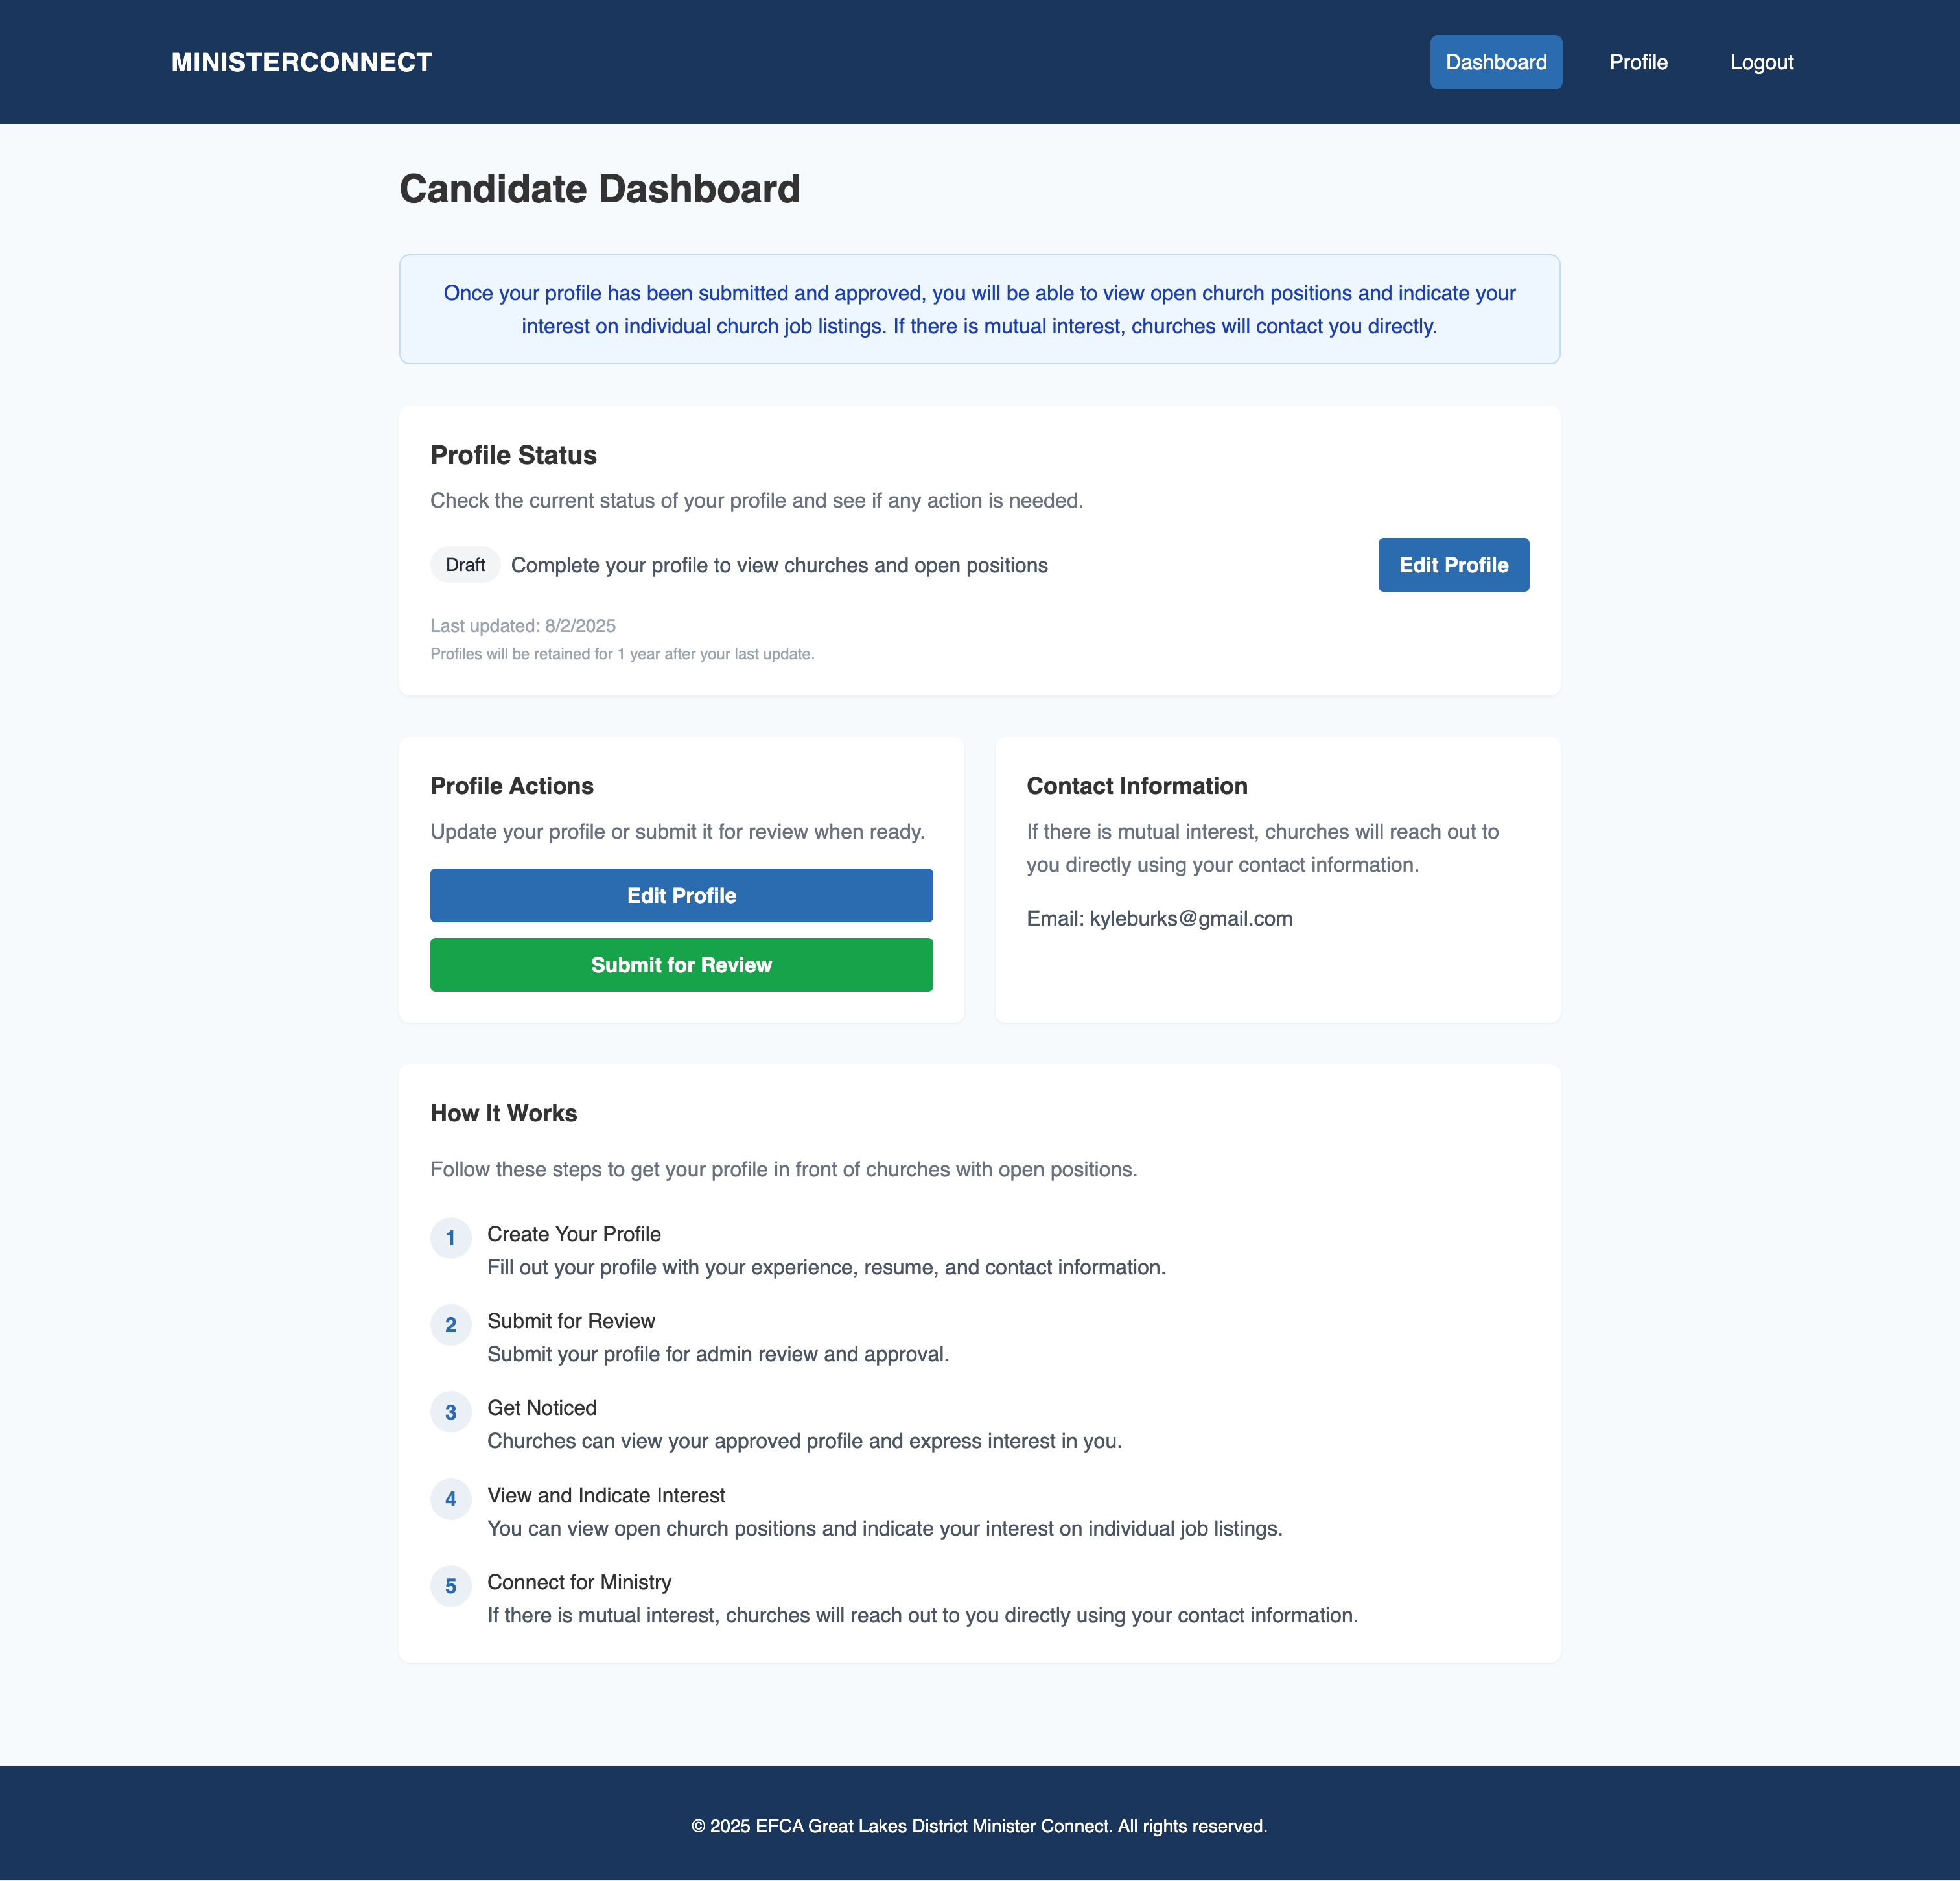 MINISTERCONNECT
Dashboard
Profile
Logout
Candidate Dashboard
Once your profile has been submitted and approved, you will be able to view open church positions and indicate your
interest on individual church job listings. If there is mutual interest, churches will contact you directly.
Profile Status
Check the current status of your profile and see if any action is needed.
Draft
Complete your profile to view churches and open positions
Edit Profile
Last updated: 8/2/2025
Profiles will be retained for 1 year after your last update.
Profile Actions
Update your profile or submit it for review when ready.
Edit Profile
Submit for Review
Contact Information
If there is mutual interest, churches will reach out to
you directly using your contact information.
Email: kyleburks@gmail.com
How It Works
Follow these steps to get your profile in front of churches with open positions.
1
Create Your Profile
Fill out your profile with your experience, resume, and contact information.
2
Submit for Review
Submit your profile for admin review and approval.
3
Get Noticed
Churches can view your approved profile and express interest in you.
4
View and Indicate Interest
You can view open church positions and indicate your interest on individual job listings.
5
Connect for Ministry
If there is mutual interest, churches will reach out to you directly using your contact information.
© 2025 EFCA Great Lakes District Minister Connect. All rights reserved.